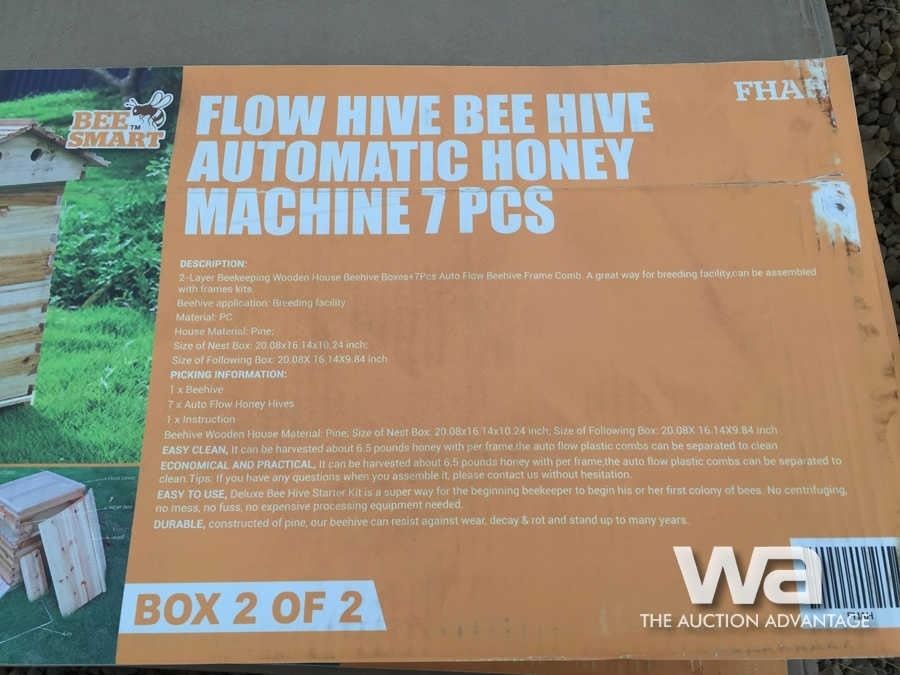 BEE
SMART™
FHAH
FLOW HIVE BEE HIVE
AUTOMATIC HONEY
MACHINE 7 PCS
DESCRIPTION:
2-Layer Beekeeping Wooden House Beehive Boxes+7Pcs Auto Flow Beehive Frame Comb. A great way for breeding facility,can be assembled
with frames kits.
Beehive application: Breeding facility
Material: PC
House Material: Pine;
Size of Nest Box: 20.08x16.14x10.24 inch;
Size of Following Box: 20.08X 16.14X9.84 inch
PICKING INFORMATION:
1 x Beehive
7 x Auto Flow Honey Hives
1 x Instruction
Beehive Wooden House Material: Pine; Size of Nest Box: 20.08x16.14x10.24 inch; Size of Following Box: 20.08X 16.14X9.84 inch
EASY CLEAN, It can be harvested about 6.5 pounds honey with per frame.the auto flow plastic combs can be separated to clean
ECONOMICAL AND PRACTICAL, It can be harvested about 6.5 pounds honey with per frame,the auto flow plastic combs can be separated to
clean.Tips: If you have any questions when you assemble it, please contact us without hesitation.
EASY TO USE, Deluxe Bee Hive Starter Kit is a super way for the beginning beekeeper to begin his or her first colony of bees. No centrifuging,
no mess, no fuss, no expensive processing equipment needed.
DURABLE, constructed of pine, our beehive can resist against wear, decay & rot and stand up to many years.
BOX 2 OF 2
wa
THE AUCTION ADVANTAGE
FHAH